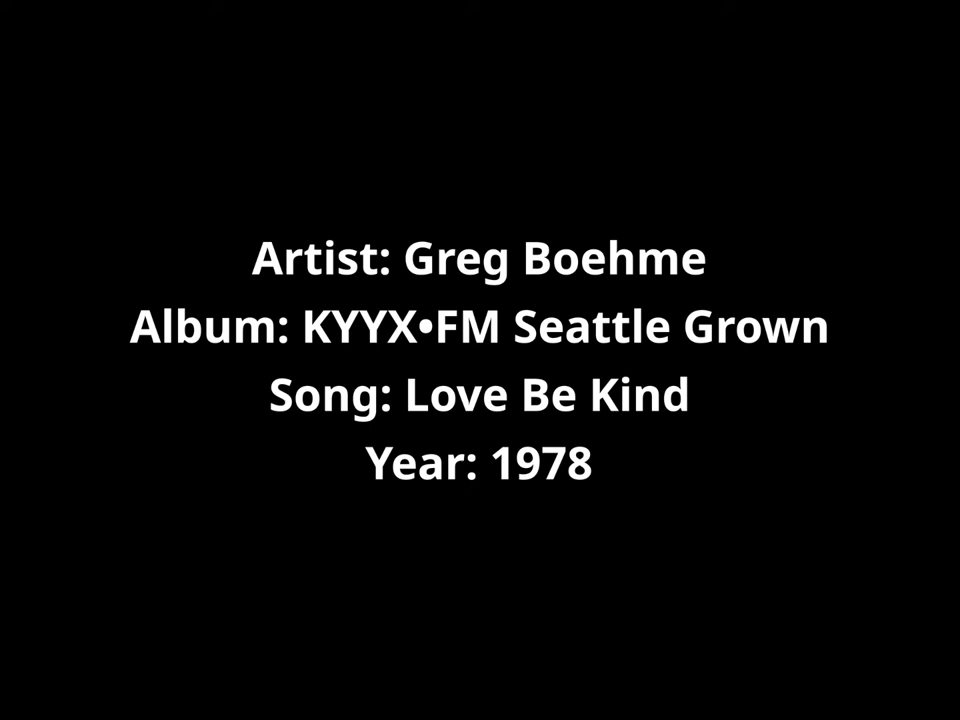 Artist: Greg Boehme
Album: KYYX•FM Seattle Grown
Song: Love Be Kind
Year: 1978